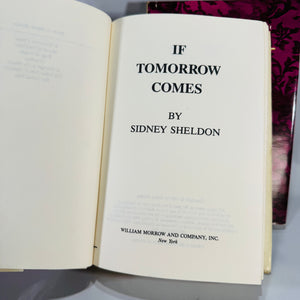 IF
TOMORROW
COMES
BY
SIDNEY SHELDON
WILLIAM MORROW AND COMPANY, INC.
New York